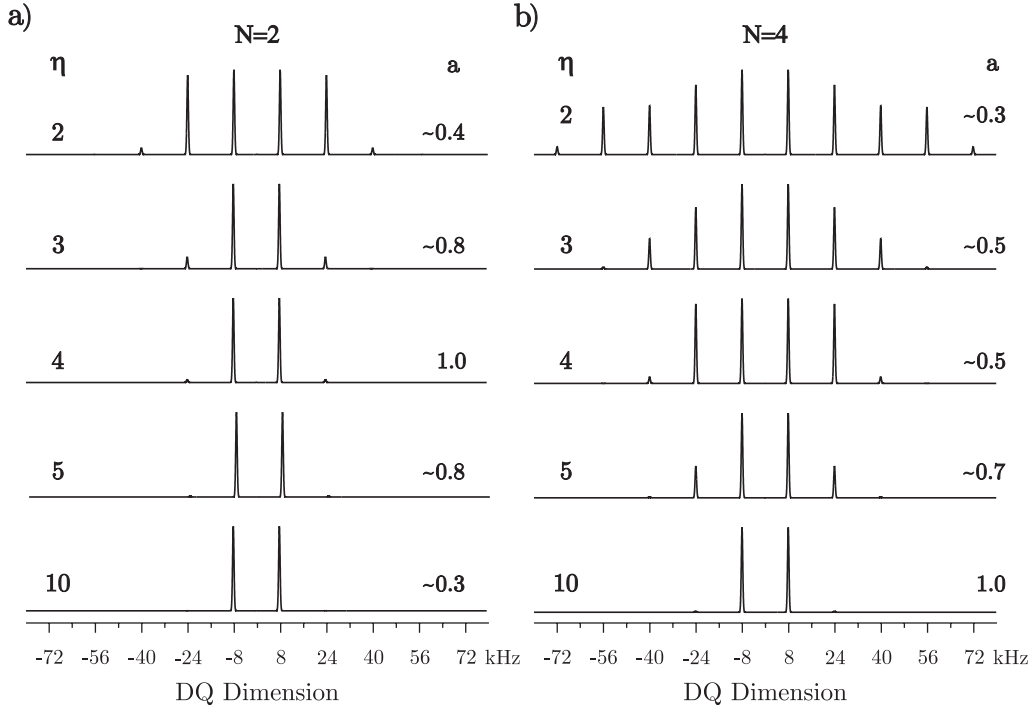 a)
N=2
η a
2 ~0.4
3 ~0.8
4 1.0
5 ~0.8
10 ~0.3
-72 -56 -40 -24 -8 8 24 40 56 72 kHz
DQ Dimension
b)
N=4
η a
2 ~0.3
3 ~0.5
4 ~0.5
5 ~0.7
10 1.0
-72 -56 -40 -24 -8 8 24 40 56 72 kHz
DQ Dimension